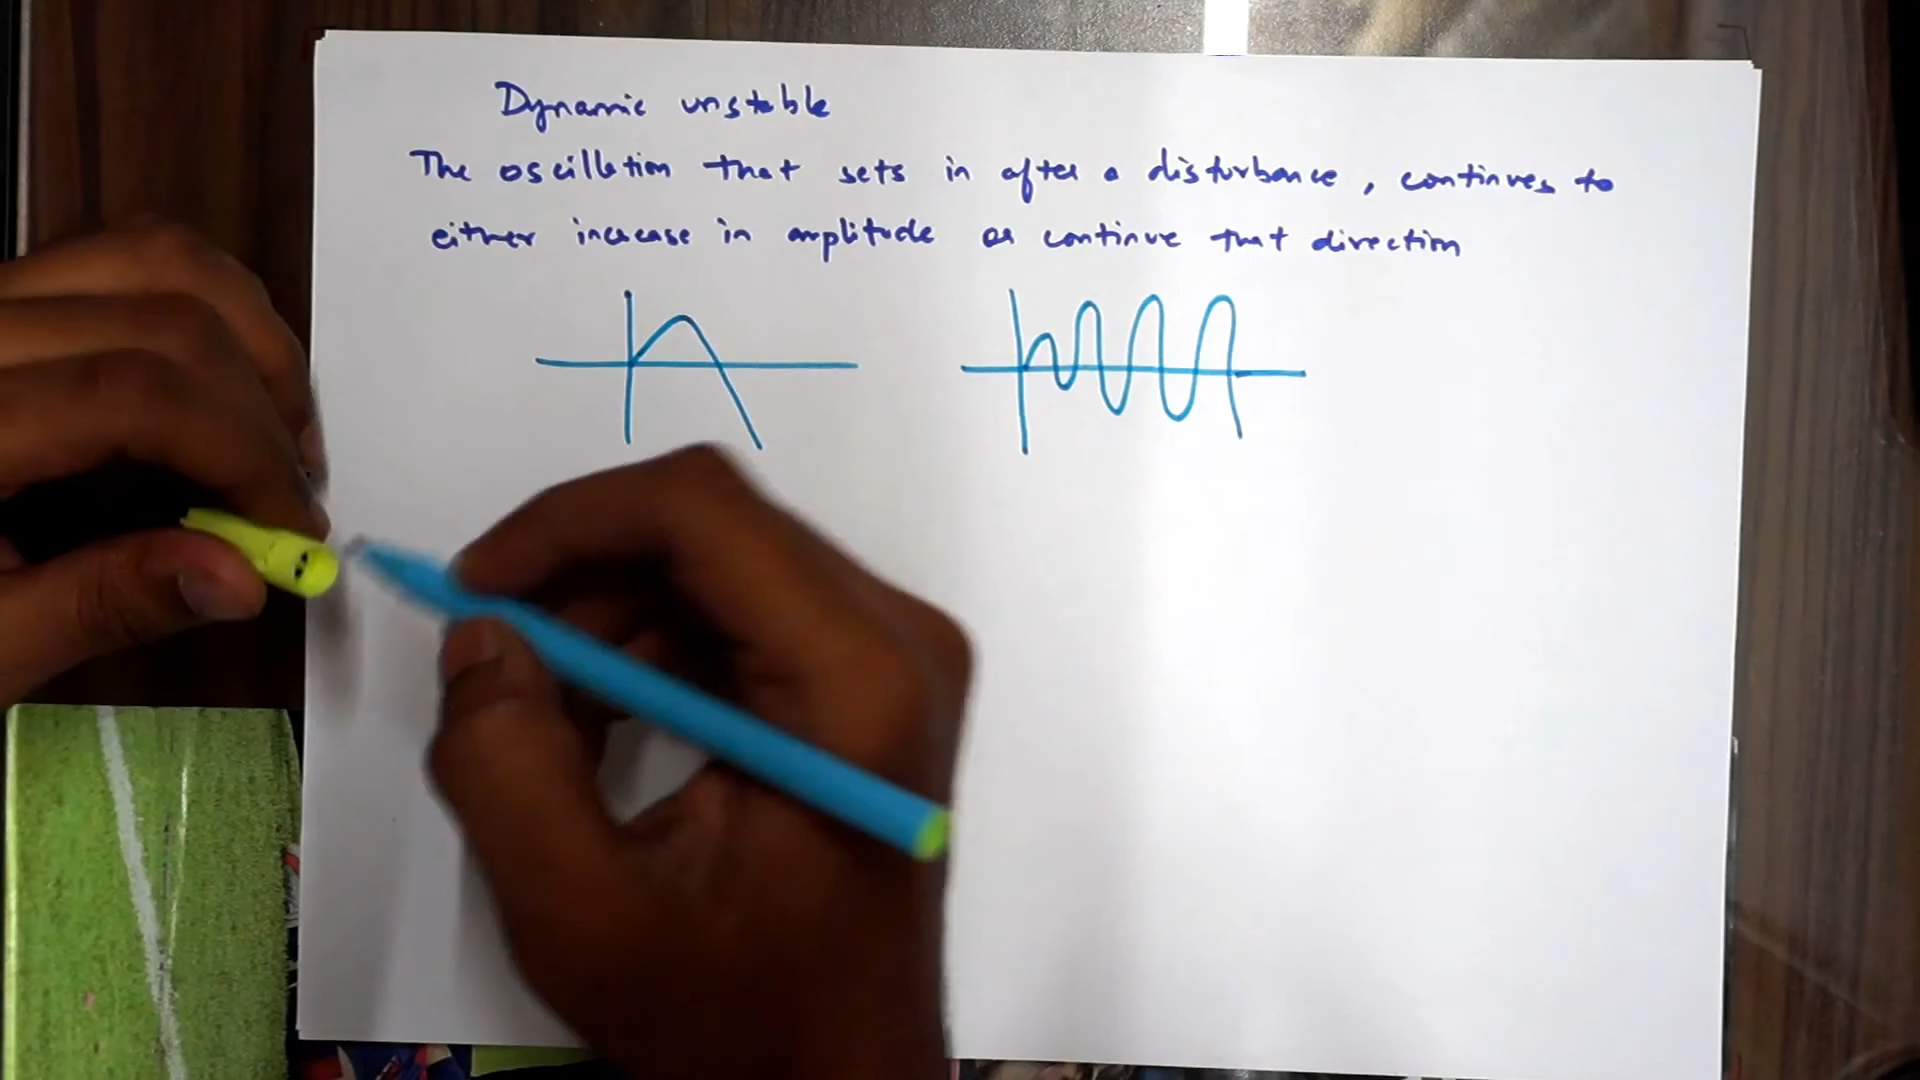 Dynamic unstable
The oscillation that sets in after a disturbance, continues to
either increase in amplitude or continue that direction